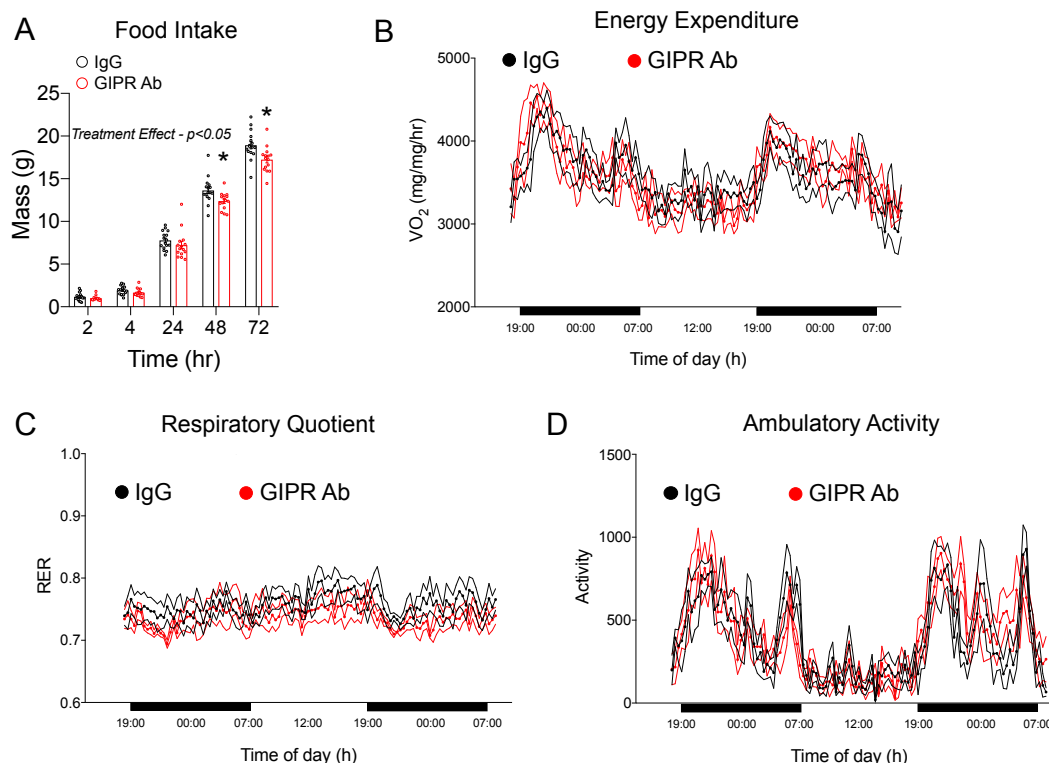 A
Food Intake
IgG
GIPR Ab
Treatment Effect - p<0.05
*
*
25
20
15
10
5
0
Mass (g)
2 4 24 48 72
Time (hr)
B
Energy Expenditure
IgG
GIPR Ab
5000
4000
3000
2000
VO2 (mg/mg/hr)
19:00 00:00 07:00 12:00 19:00 00:00 07:00
Time of day (h)
C
Respiratory Quotient
IgG
GIPR Ab
1.0
0.9
0.8
0.7
0.6
RER
19:00 00:00 07:00 12:00 19:00 00:00 07:00
Time of day (h)
D
Ambulatory Activity
IgG
GIPR Ab
1500
1000
500
0
Activity
19:00 00:00 07:00 12:00 19:00 00:00 07:00
Time of day (h)